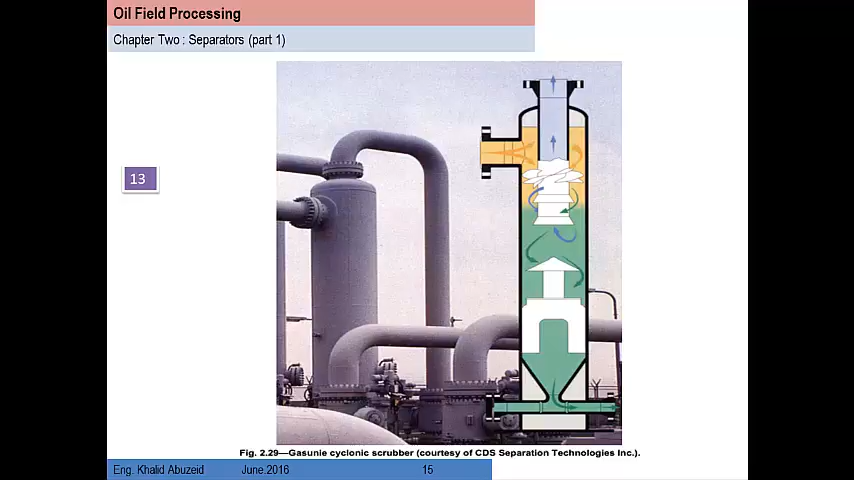 Oil Field Processing
Chapter Two : Separators (part 1)
13
Fig. 2.29—Gasunie cyclonic scrubber (courtesy of CDS Separation Technologies Inc.).
Eng. Khalid Abuzeid June.2016 15